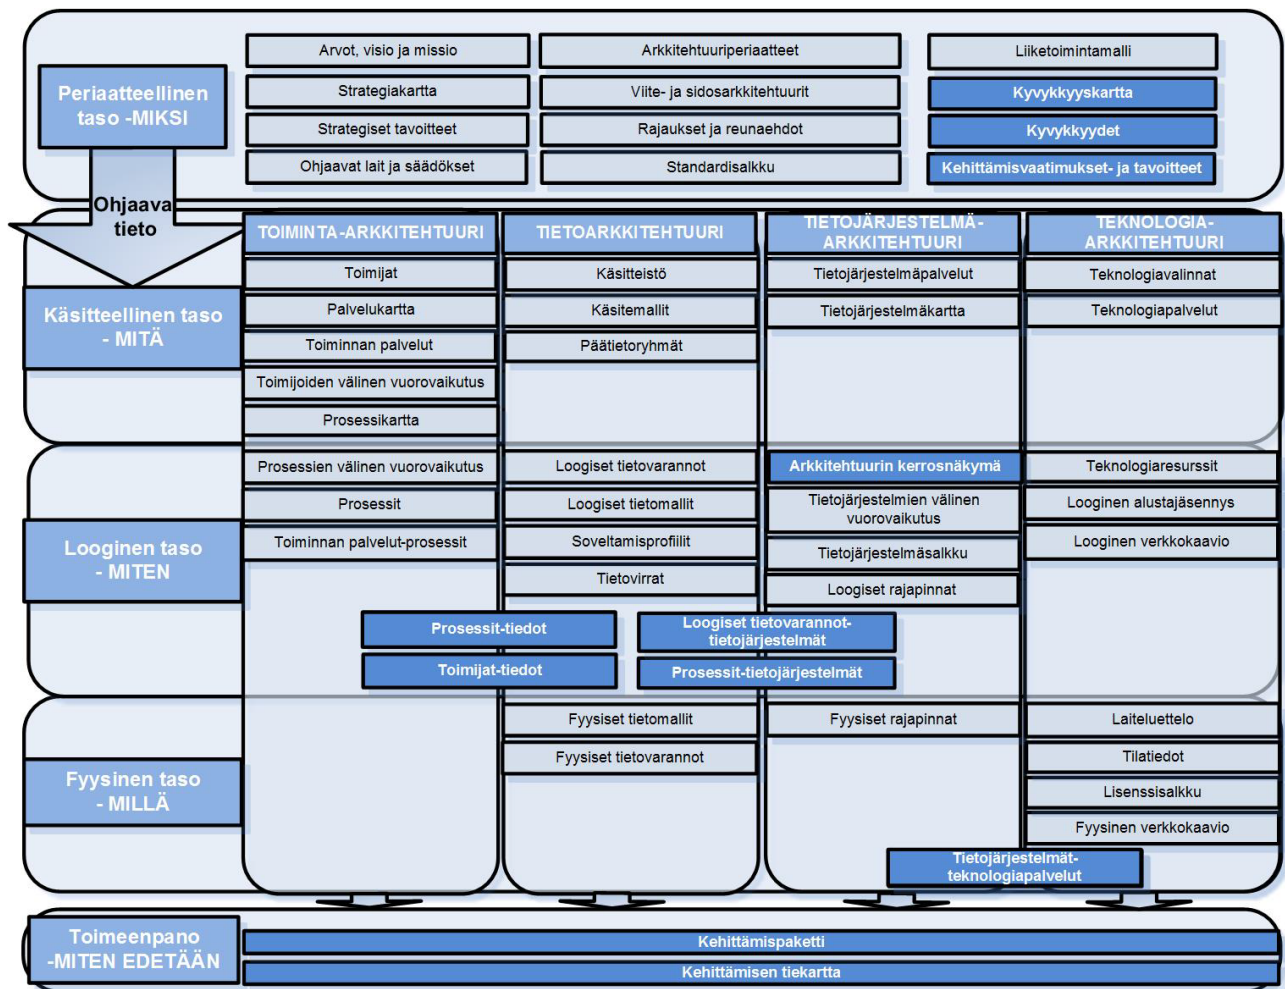 Periaatteellinen
taso -MIKSI
Arvot, visio ja missio
Arkkitehtuuriperiaatteet
Liiketoimintamalli
Strategiakartta
Viite- ja sidosarkkitehtuurit
Kyvykkyyskartta
Strategiset tavoitteet
Rajaukset ja reunaehdot
Kyvykkyydet
Ohjaavat lait ja säädökset
Standardisalkku
Kehittämisvaatimukset- ja tavoitteet
Ohjaava
tieto
TOIMINTA-ARKKITEHTUURI
TIETOARKKITEHTUURI
TIETOJÄRJESTELMÄ-
ARKKITEHTUURI
TEKNOLOGIA-
ARKKITEHTUURI
Käsitteellinen taso
- MITÄ
Toimijat
Käsitteistö
Tietojärjestelmäpalvelut
Teknologiavalinnat
Palvelukartta
Käsitemallit
Tietojärjestelmäkartta
Teknologiapalvelut
Toiminnan palvelut
Päätietoryhmät
Toimijoiden välinen vuorovaikutus
Prosessikartta
Looginen taso
- MITEN
Prosessien välinen vuorovaikutus
Loogiset tietovarannot
Arkkitehtuurin kerrosnäkymä
Teknologiaresurssit
Prosessit
Loogiset tietomallit
Tietojärjestelmien välinen
vuorovaikutus
Looginen alustajäsennys
Toiminnan palvelut-prosessit
Soveltamisprofiilit
Tietojärjestelmäsalkku
Looginen verkkokaavio
Tietovirrat
Loogiset rajapinnat
Prosessit-tiedot
Loogiset tietovarannot-
tietojärjestelmät
Toimijat-tiedot
Prosessit-tietojärjestelmät
Fyysinen taso
- MILLÄ
Fyysiset tietomallit
Fyysiset rajapinnat
Laiteluettelo
Fyysiset tietovarannot
Tilatiedot
Lisenssisalkku
Fyysinen verkkokaavio
Tietojärjestelmät-
teknologiapalvelut
Toimeenpano
-MITEN EDETÄÄN
Kehittämispaketti
Kehittämisen tiekartta